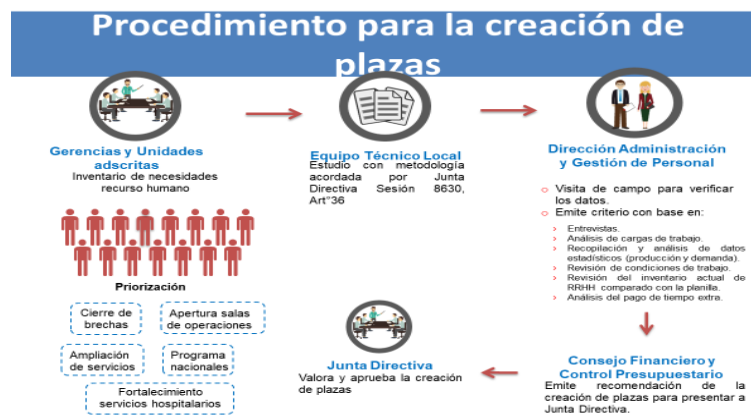 Procedimiento para la creación de
plazas
Gerencias y Unidades
adscritas
Inventario de necesidades
recurso humano
Priorización
Cierre de
brechas
Apertura salas
de operaciones
Ampliación
de servicios
Programa
nacionales
Fortalecimiento
servicios hospitalarios
Equipo Técnico Local
Estudio con metodología
acordada por Junta
Directiva Sesión 8630,
Art°36
Dirección Administración
y Gestión de Personal
Visita de campo para verificar
los datos.
Emite criterio con base en:
Entrevistas.
Análisis de cargas de trabajo.
Recopilación y análisis de datos
estadísticos (producción y demanda).
Revisión de condiciones de trabajo.
Revisión del inventario actual de
RRHH comparado con la planilla.
Análisis del pago de tiempo extra.
Consejo Financiero y
Control Presupuestario
Emite recomendación de la
creación de plazas para presentar a
Junta Directiva.
Junta Directiva
Valora y aprueba la creación
de plazas